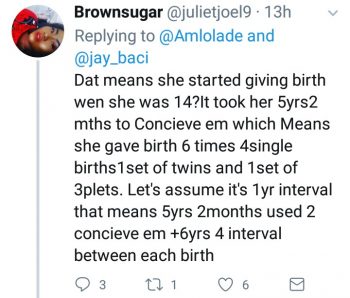 Brownsugar @julietjoel9 · 13h
Replying to @Amlolade and
@jay_baci
Dat means she started giving birth
wen she was 14?It took her 5yrs2
mths to Concieve em which Means
she gave birth 6 times 4single
births1set of twins and 1set of
3plets. Let's assume it's 1yr interval
that means 5yrs 2months used 2
concieve em +6yrs 4 interval
between each birth
3 1 6